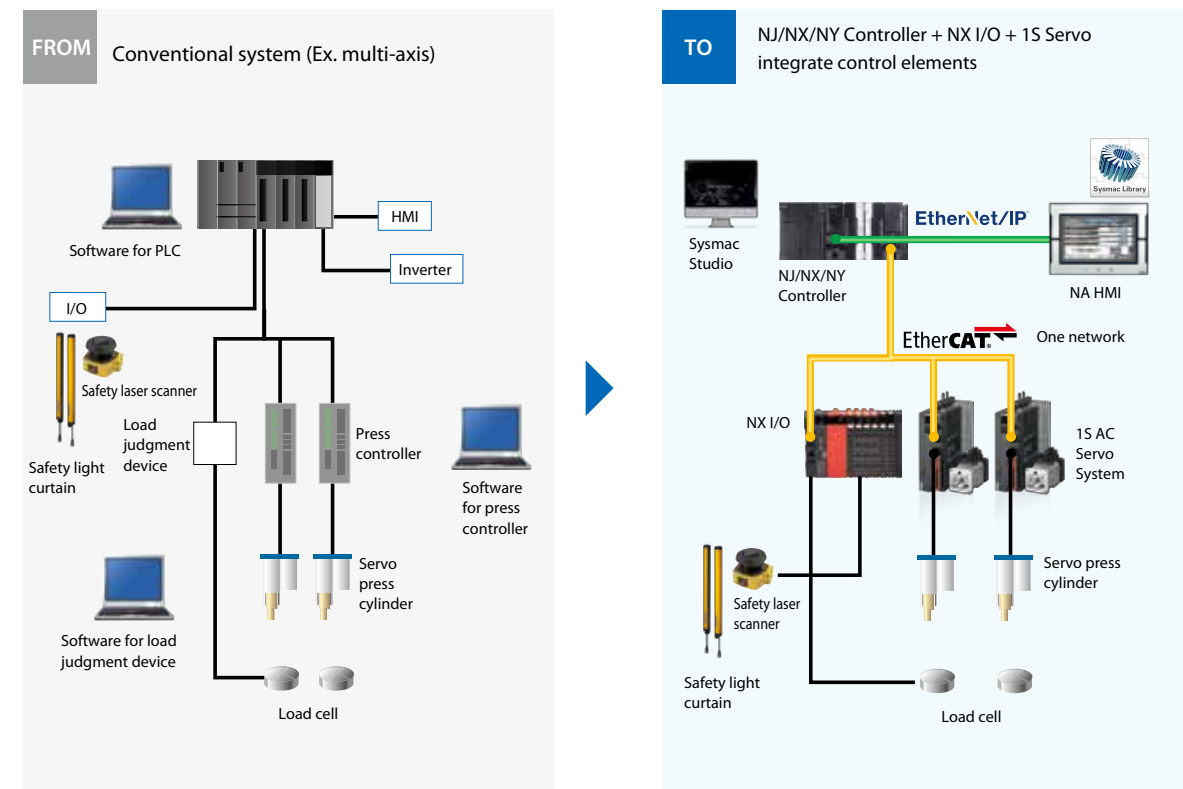 FROM
Conventional system (Ex. multi-axis)
Software for PLC
HMI
Inverter
I/O
Safety laser scanner
Load
judgment
device
Press
controller
Safety light
curtain
Software
for press
controller
Servo
press
cylinder
Software for load
judgment device
Load cell
TO
NJ/NX/NY Controller + NX I/O + 1S Servo
integrate control elements
Sysmac Library
EtherNet/IP
Sysmac
Studio
NJ/NX/NY
Controller
NA HMI
EtherCAT®
One network
NX I/O
1S AC
Servo
System
Servo press
cylinder
Safety laser
scanner
Safety light
curtain
Load cell